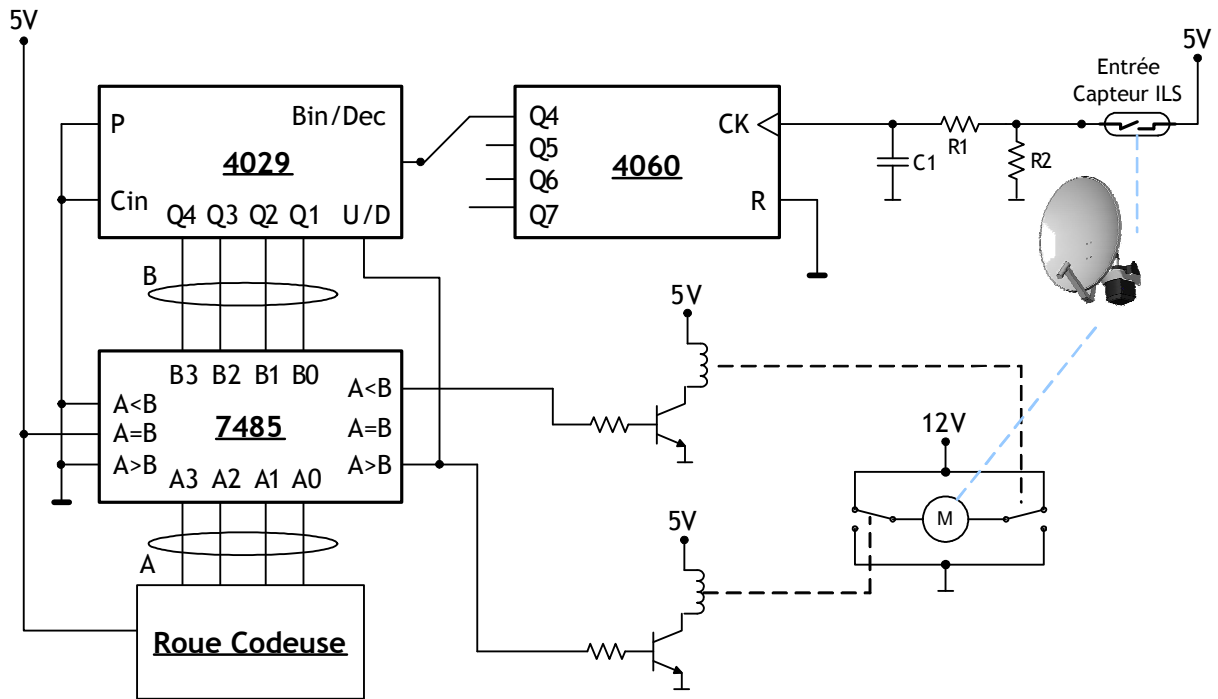 5V
5V
Entrée
Capteur ILS
P
Bin/Dec
4029
Cin
Q4 Q3 Q2 Q1 U/D
Q4
Q5
Q6
Q7
4060
CK
R
C1
R1
R2
B
B3 B2 B1 B0
A<B
A=B
A>B
7485
A<B
A=B
A>B
A3 A2 A1 A0
A
Roue Codeuse
5V
5V
12V
M